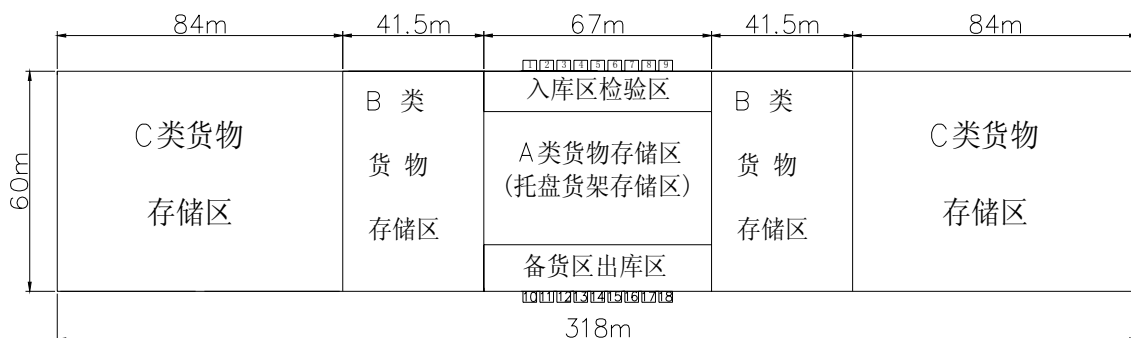 84m 41.5m 67m 41.5m 84m
1 2 3 4 5 6 7 8 9
入库区检验区
B 类
货 物
存储区
B 类
货 物
存储区
C类货物
存储区
A类货物存储区
(托盘货架存储区)
C类货物
存储区
60m
备货区出库区
10 11 12 13 14 15 16 17 18
318m